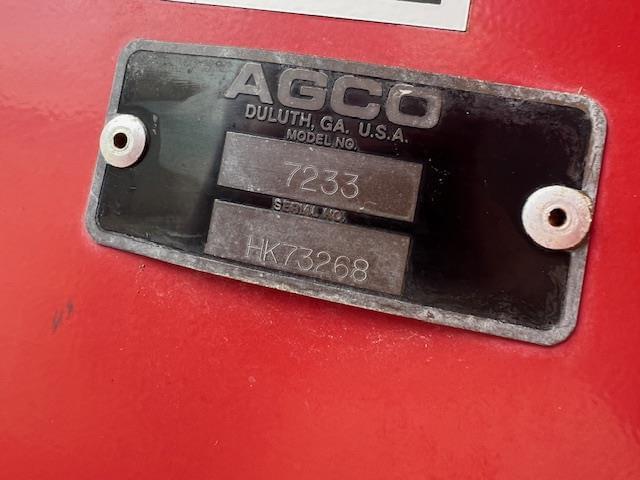 AGCO
DULUTH, GA. U.S.A.
MODEL NO.
7233
SERIAL NO.
HK73268